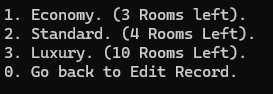 1. Economy. (3 Rooms left).
2. Standard. (4 Rooms Left).
3. Luxury. (10 Rooms Left).
0. Go back to Edit Record.